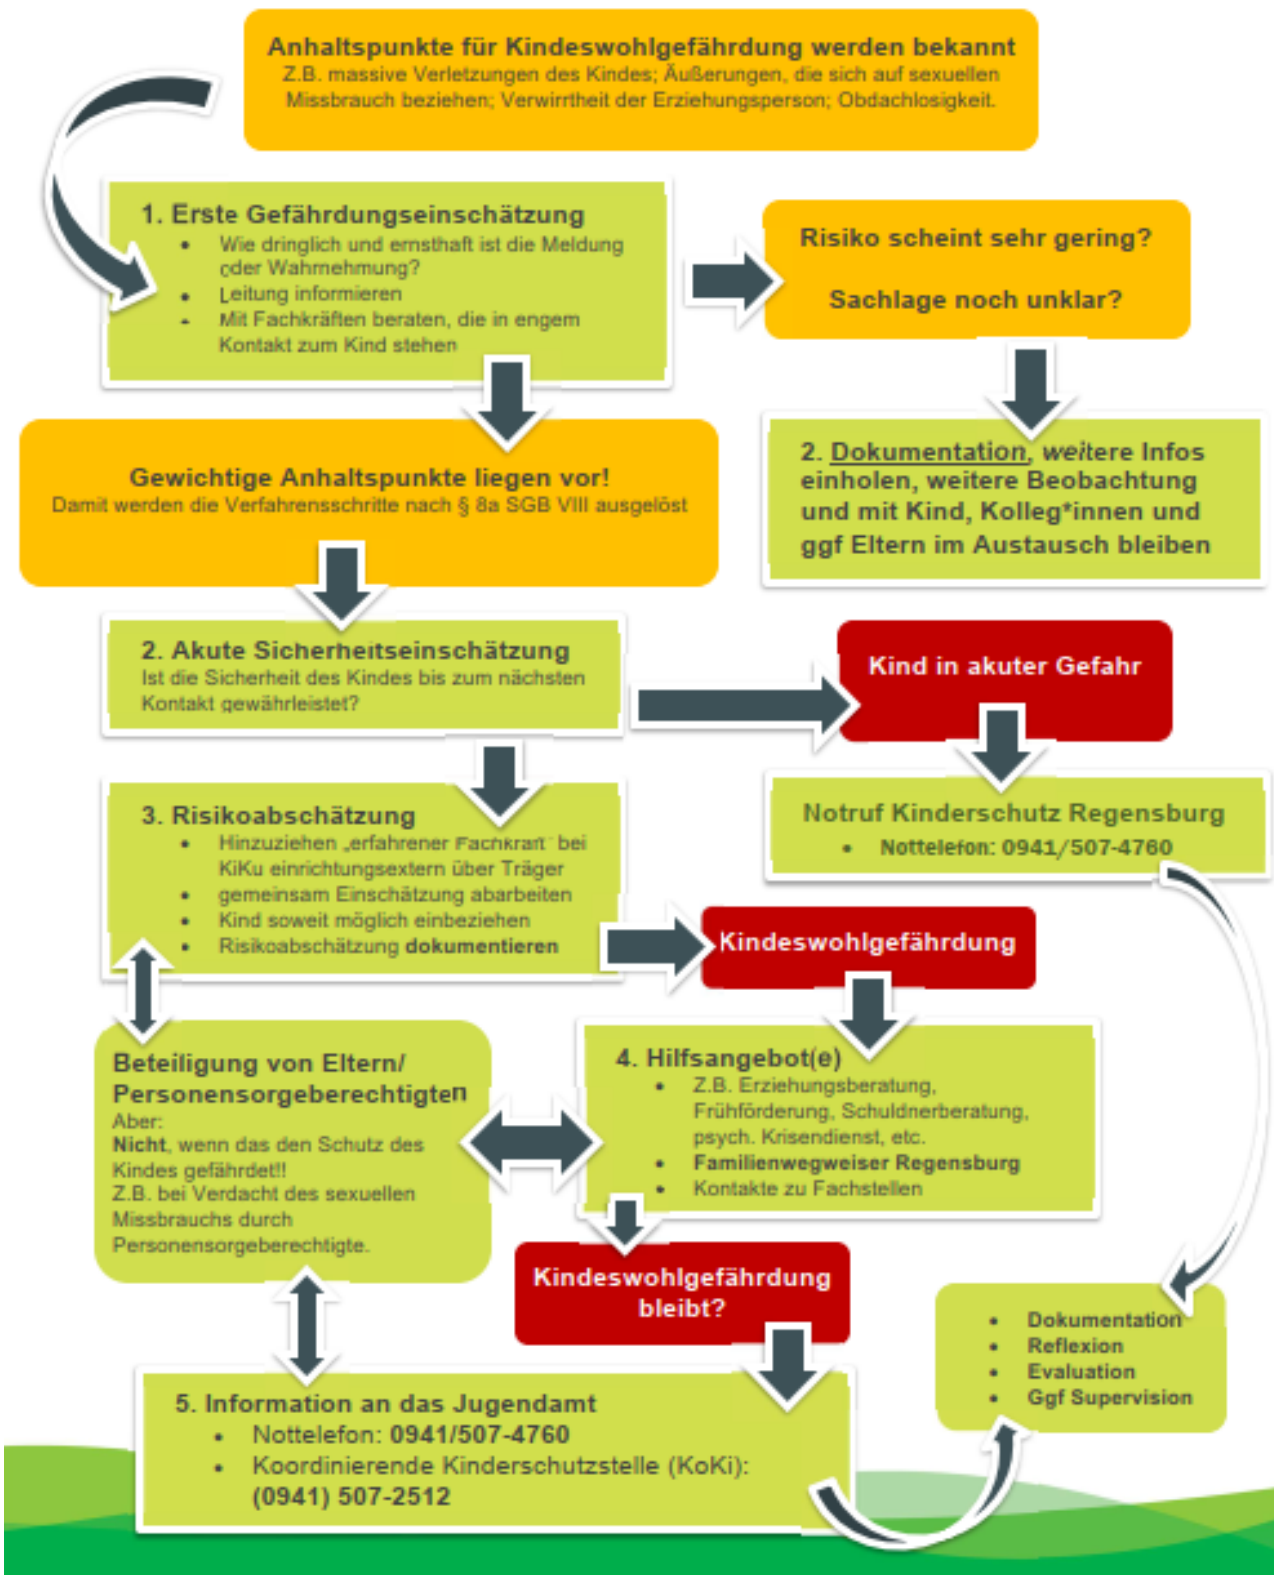 Anhaltspunkte für Kindeswohlgefährdung werden bekannt
Z.B. massive Verletzungen des Kindes; Äußerungen, die sich auf sexuellen
Missbrauch beziehen; Verwirrtheit der Erziehungsperson; Obdachlosigkeit.
1. Erste Gefährdungseinschätzung
• Wie dringlich und ernsthaft ist die Meldung
oder Wahrnehmung?
• Leitung informieren
• Mit Fachkräften beraten, die in engem
Kontakt zum Kind stehen
Risiko scheint sehr gering?
Sachlage noch unklar?
Gewichtige Anhaltspunkte liegen vor!
Damit werden die Verfahrensschritte nach § 8a SGB VIII ausgelöst
2. Dokumentation, weitere Infos
einholen, weitere Beobachtung
und mit Kind, Kolleg*innen und
ggf Eltern im Austausch bleiben
2. Akute Sicherheitseinschätzung
Ist die Sicherheit des Kindes bis zum nächsten
Kontakt gewährleistet?
Kind in akuter Gefahr
3. Risikoabschätzung
• Hinzuziehen „erfahrener Fachkraft“ bei
KiKu einrichtungsextern über Träger
• gemeinsam Einschätzung abarbeiten
• Kind soweit möglich einbeziehen
• Risikoabschätzung dokumentieren
Notruf Kinderschutz Regensburg
• Nottelefon: 0941/507-4760
Kindeswohlgefährdung
Beteiligung von Eltern/
Personensorgeberechtigten
Aber:
Nicht, wenn das den Schutz des
Kindes gefährdet!!
Z.B. bei Verdacht des sexuellen
Missbrauchs durch
Personensorgeberechtigte.
4. Hilfsangebot(e)
• Z.B. Erziehungsberatung,
Frühförderung, Schuldnerberatung,
psych. Krisendienst, etc.
• Familienwegweiser Regensburg
• Kontakte zu Fachstellen
Kindeswohlgefährdung
bleibt?
• Dokumentation
• Reflexion
• Evaluation
• Ggf Supervision
5. Information an das Jugendamt
• Nottelefon: 0941/507-4760
• Koordinierende Kinderschutzstelle (KoKi):
(0941) 507-2512